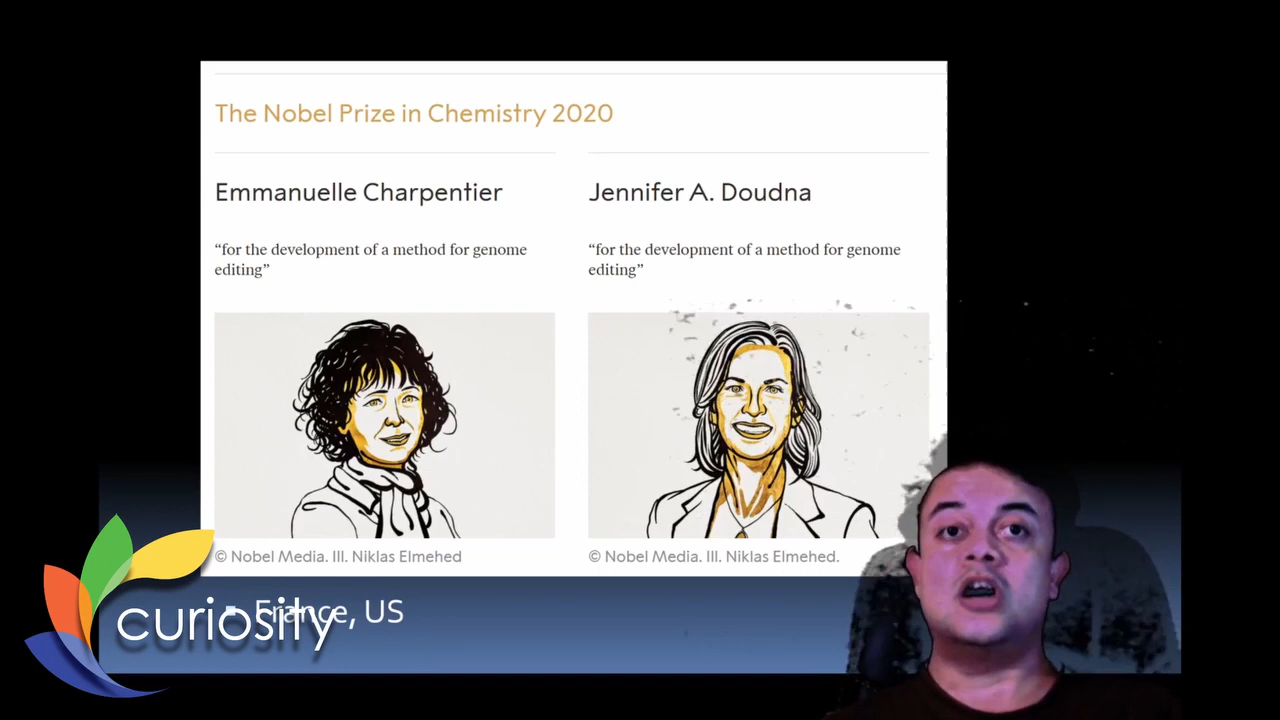 The Nobel Prize in Chemistry 2020
Emmanuelle Charpentier
Jennifer A. Doudna
“for the development of a method for genome
editing”
“for the development of a method for genome
editing”
© Nobel Media. Ill. Niklas Elmehed
© Nobel Media. Ill. Niklas Elmehed.
France, US
curiosity